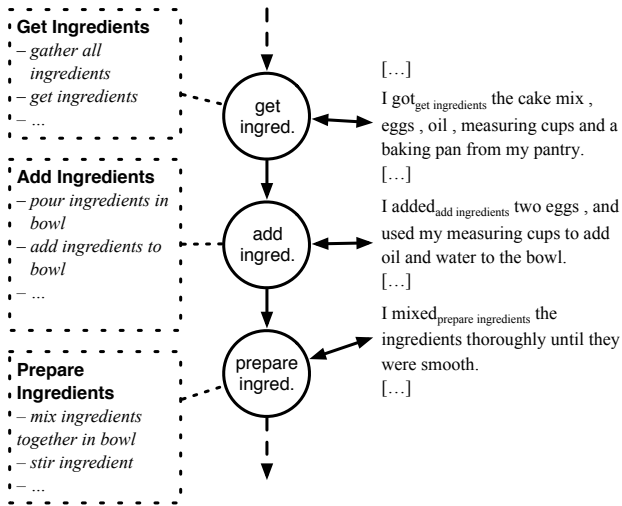 Get Ingredients
– gather all
ingredients
– get ingredients
– ...
Add Ingredients
– pour ingredients in
bowl
– add ingredients to
bowl
– ...
Prepare
Ingredients
– mix ingredients
together in bowl
– stir ingredient
– ...
get
ingred.
add
ingred.
prepare
ingred.
[…]
I got get ingredients the cake mix ,
eggs , oil , measuring cups and a
baking pan from my pantry.
[…]
I added add ingredients two eggs , and
used my measuring cups to add
oil and water to the bowl.
[…]
I mixed prepare ingredients the
ingredients thoroughly until they
were smooth.
[…]